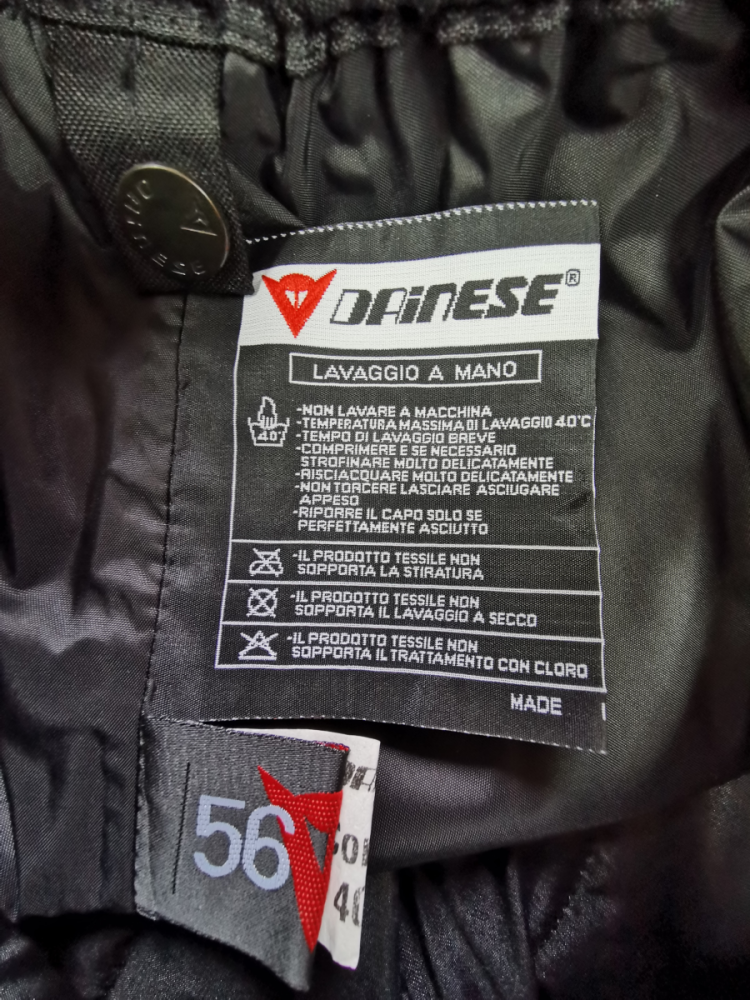 DAINESE
DAINESE®
LAVAGGIO A MANO
40°
-NON LAVARE A MACCHINA
-TEMPERATURA MASSIMA DI LAVAGGIO 40°C
-TEMPO DI LAVAGGIO BREVE
-COMPRIMERE E SE NECESSARIO
STROFINARE MOLTO DELICATAMENTE
-RISCIACQUARE MOLTO DELICATAMENTE
-NON TORCERE LASCIARE ASCIUGARE
APPESO
-RIPORRE IL CAPO SOLO SE
PERFETTAMENTE ASCIUTTO
-IL PRODOTTO TESSILE NON
SOPPORTA LA STIRATURA
-IL PRODOTTO TESSILE NON
SOPPORTA IL LAVAGGIO A SECCO
-IL PRODOTTO TESSILE NON
SOPPORTA IL TRATTAMENTO CON CLORO
MADE
56